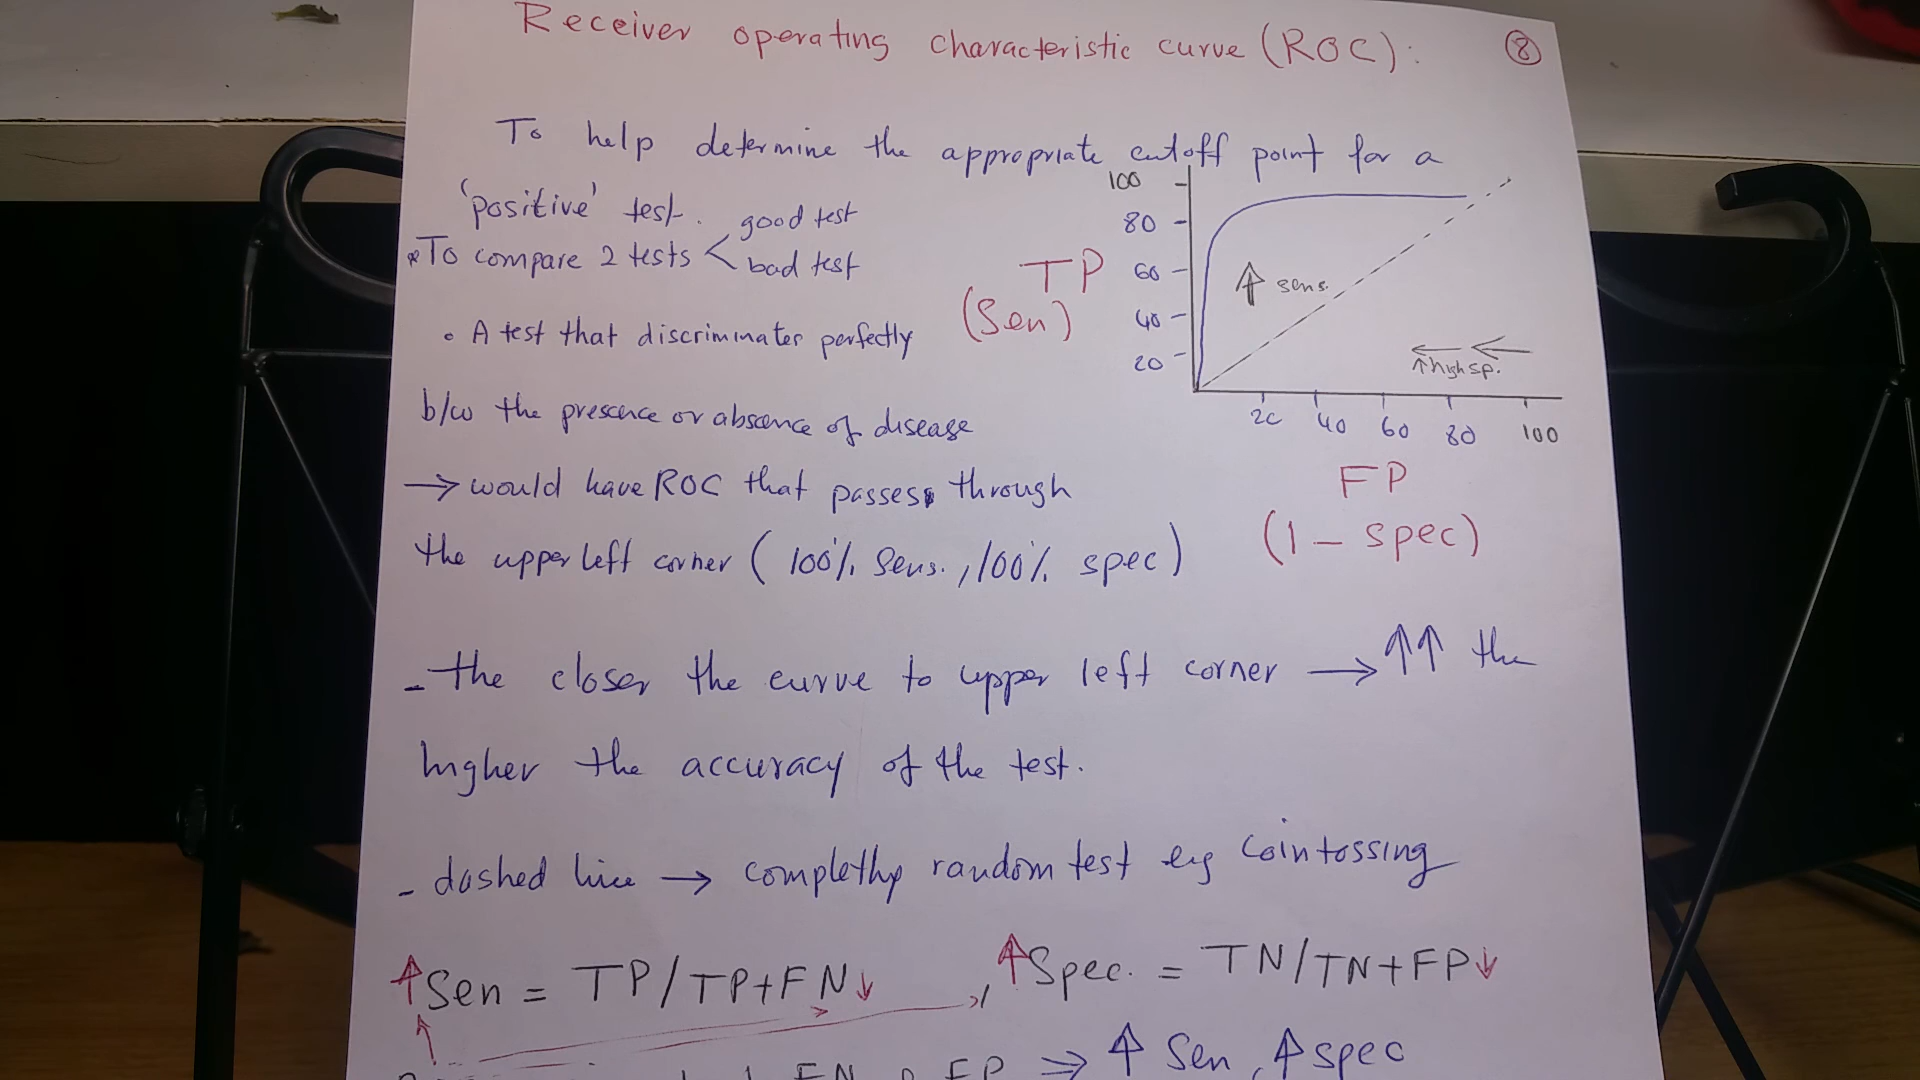 Receiver operating characteristic curve (ROC): ⑧
To help determine the appropriate cutoff point for a
'positive' test.
* To compare 2 tests < good test
bad test
• A test that discriminates perfectly
b/w the presence or absence of disease
→ would have ROC that passes through
the upper left corner ( 100% Sens. , 100% spec )
100
80
60
40
20
TP
(Sen)
↑ sens.
↑high sp.
20 40 60 80 100
FP
(1 - spec)
- the closer the curve to upper left corner → ↑↑ the
higher the accuracy of the test.
- dashed line → completly random test eg Cointossing
↑Sen = TP/TP+FN↓ , ↑Spec. = TN/TN+FP↓
FN FP ⇒ ↑ Sen, ↑ spec